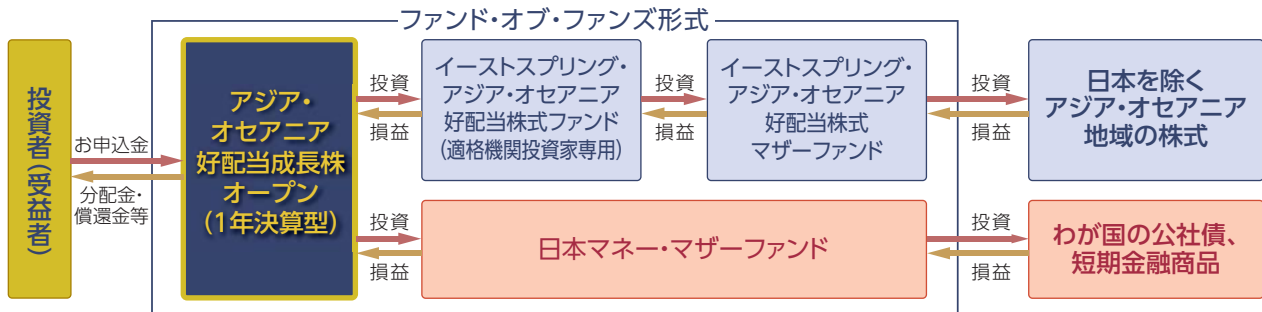 ファンド・オブ・ファンズ形式
投資者(受益者)
お申込金
分配金・
償還金等
アジア・
オセアニア
好配当成長株
オープン
(1年決算型)
投資
損益
イーストスプリング・
アジア・オセアニア
好配当株式ファンド
(適格機関投資家専用)
投資
損益
イーストスプリング・
アジア・オセアニア
好配当株式
マザーファンド
投資
損益
日本を除く
アジア・オセアニア
地域の株式
投資
損益
日本マネー・マザーファンド
投資
損益
わが国の公社債、
短期金融商品